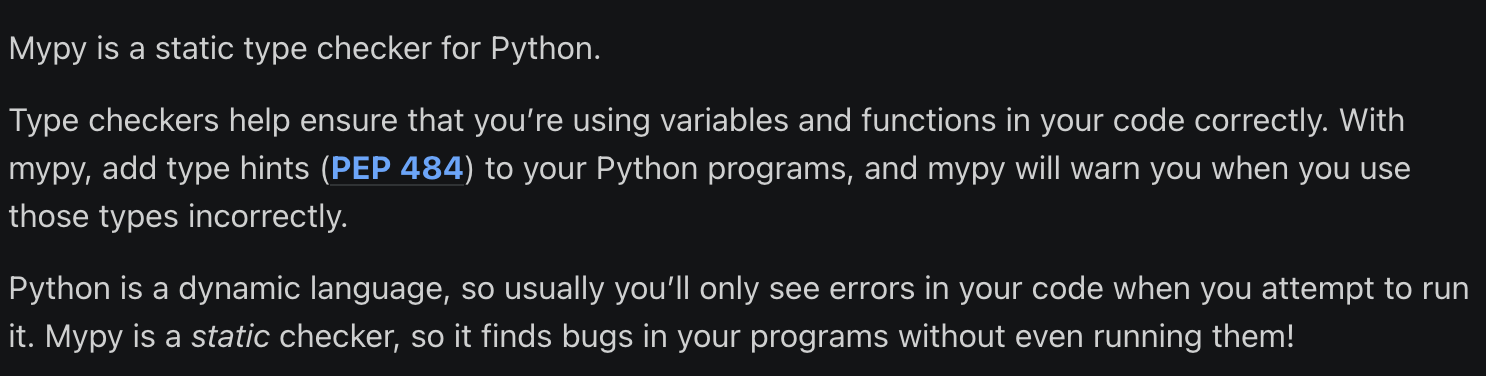 Mypy is a static type checker for Python.
Type checkers help ensure that you’re using variables and functions in your code correctly. With
mypy, add type hints (PEP 484) to your Python programs, and mypy will warn you when you use
those types incorrectly.
Python is a dynamic language, so usually you’ll only see errors in your code when you attempt to run
it. Mypy is a static checker, so it finds bugs in your programs without even running them!